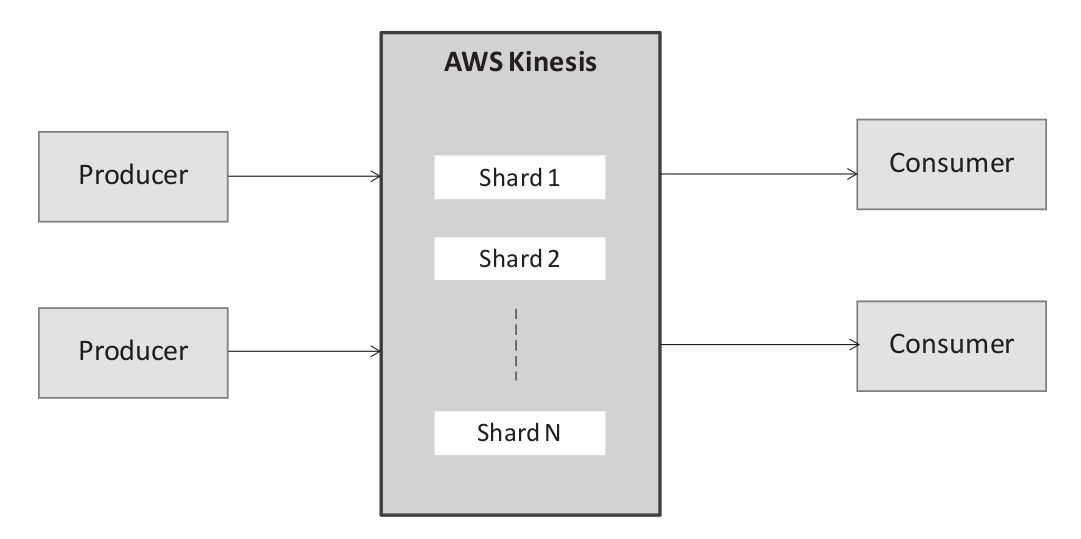 AWS Kinesis
Producer
Shard 1
Consumer
Shard 2
Producer
Consumer
Shard N